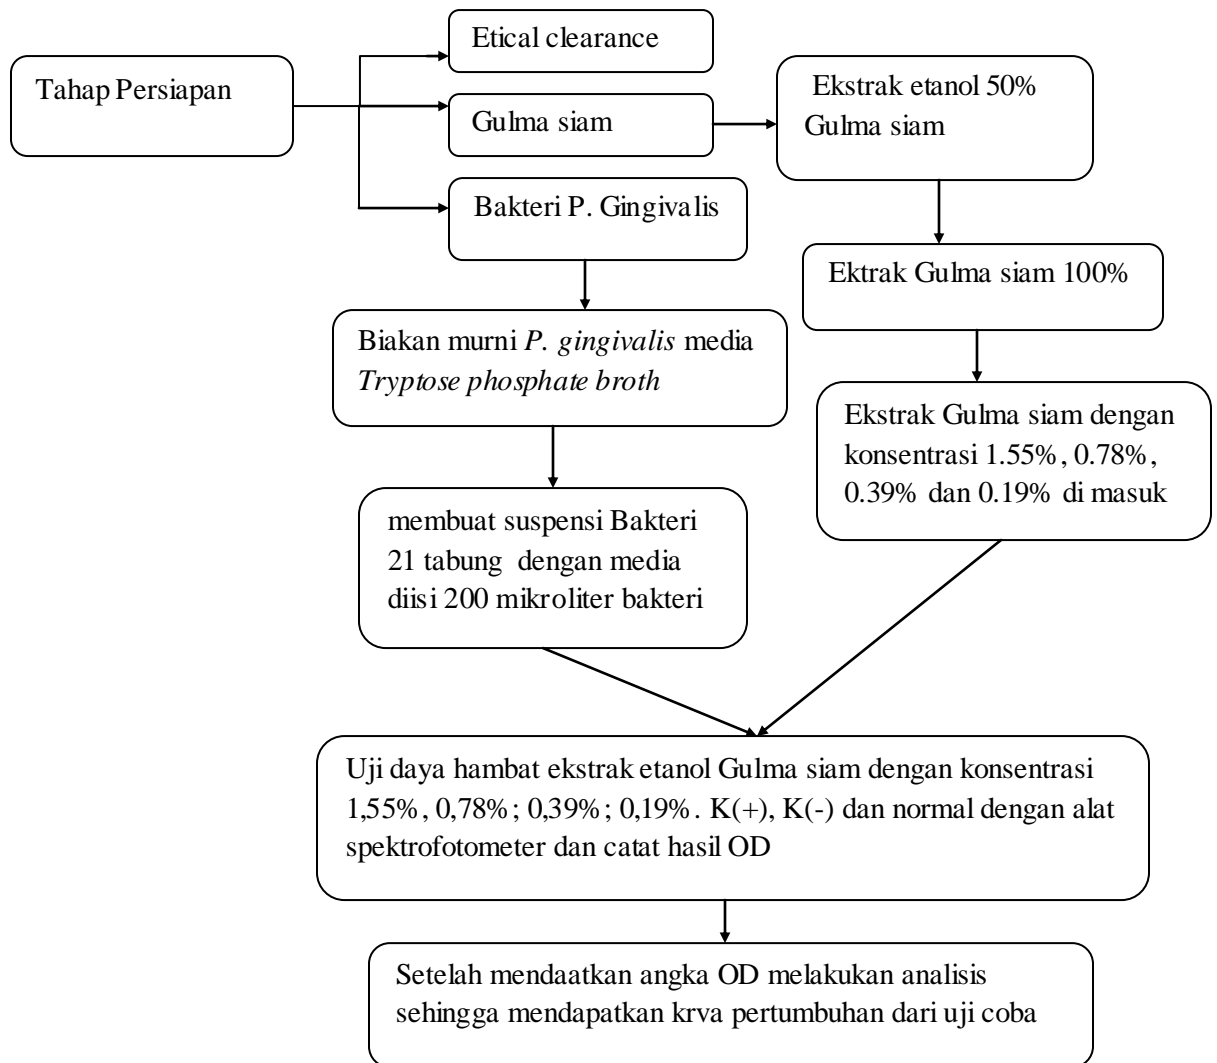 Tahap Persiapan
Etical clearance
Gulma siam
Bakteri P. Gingivalis
Ekstrak etanol 50%
Gulma siam
Ektrak Gulma siam 100%
Ekstrak Gulma siam dengan
konsentrasi 1.55%, 0.78%,
0.39% dan 0.19% di masuk
Biakan murni P. gingivalis media
Tryptose phosphate broth
membuat suspensi Bakteri
21 tabung dengan media
diisi 200 mikroliter bakteri
Uji daya hambat ekstrak etanol Gulma siam dengan konsentrasi
1,55%, 0,78%; 0,39%; 0,19%. K(+), K(-) dan normal dengan alat
spektrofotometer dan catat hasil OD
Setelah mendaatkan angka OD melakukan analisis
sehingga mendapatkan krva pertumbuhan dari uji coba